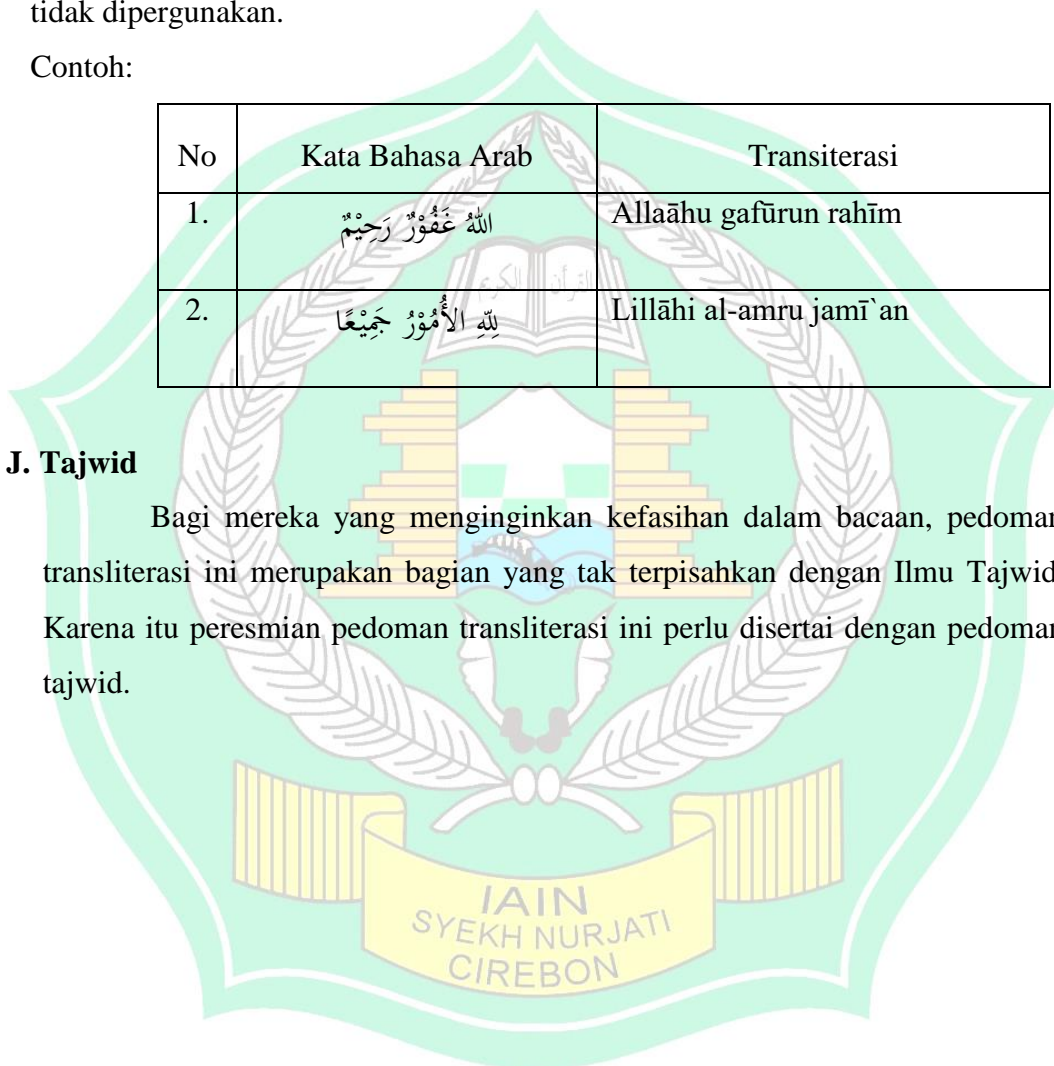 tidak dipergunakan.
Contoh:
No Kata Bahasa Arab Transiterasi
1. اللهُ غَفُوْرٌ رَحِيْمٌ Allaāhu gafūrun rahīm
القرآن الكريم
2. لِلّهِ الأُمُوْرُ جَمِيْعًا Lillāhi al-amru jamī`an
J. Tajwid
Bagi mereka yang menginginkan kefasihan dalam bacaan, pedoman
transliterasi ini merupakan bagian yang tak terpisahkan dengan Ilmu Tajwid
Karena itu peresmian pedoman transliterasi ini perlu disertai dengan pedoman
tajwid.
IAIN
SYEKH NURJATI
CIREBON